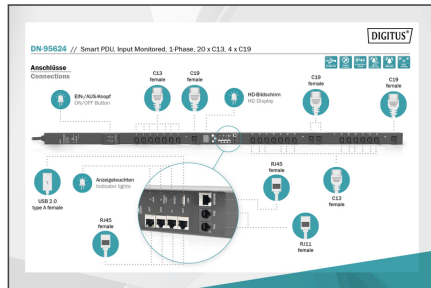 DIGITUS®
DN-95624 // Smart PDU, Input Monitored, 1-Phase, 20 x C13, 4 x C19
Anschlüsse
Connections
EIN-/AUS-Knopf
ON/OFF Button
C13
female
C19
female
HD-Bildschirm
HD Display
C19
female
C19
female
USB 2.0
type A female
Anzeigeleuchten
Indicator lights
RJ45
female
C13
female
RJ45
female
RJ11
female